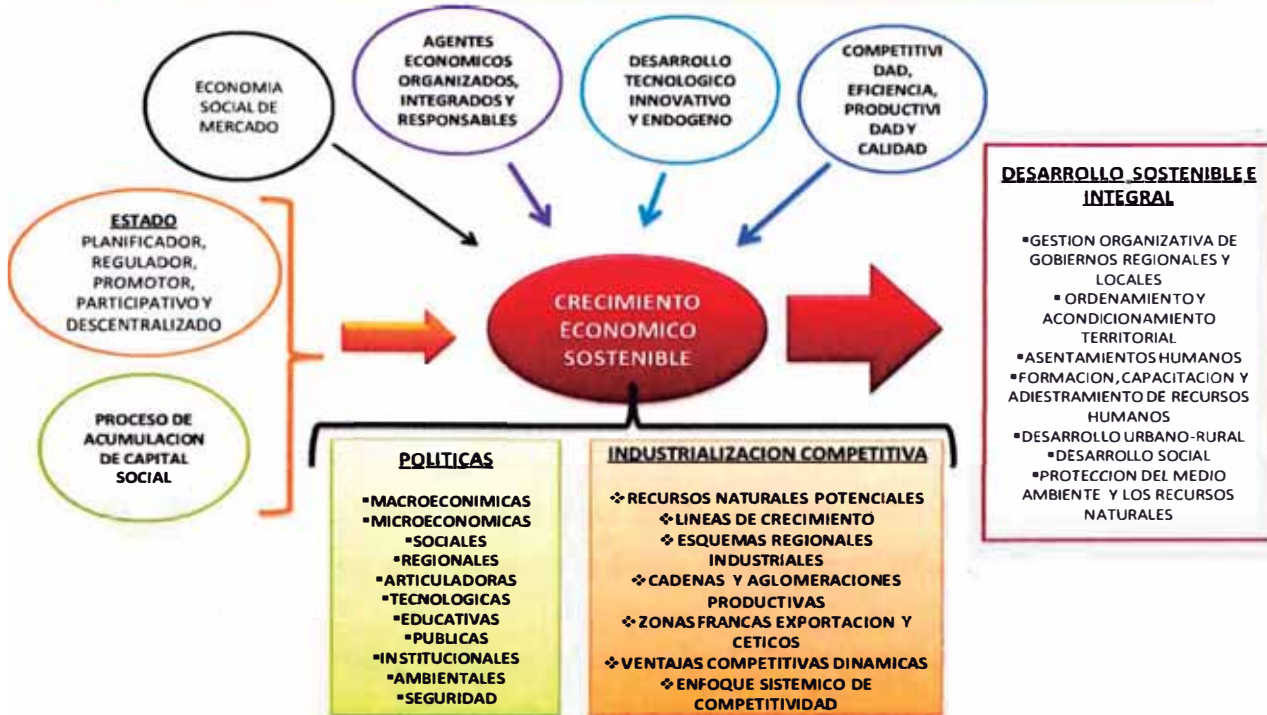 ECONOMIA
SOCIAL DE
MERCADO
AGENTES
ECONOMICOS
ORGANIZADOS,
INTEGRADOS Y
RESPONSABLES
DESARROLLO
TECNOLOGICO
INNOVATIVO
Y ENDOGENO
COMPETITIVI
DAD,
EFICIENCIA,
PRODUCTIVI
DAD Y
CALIDAD
ESTADO
PLANIFICADOR,
REGULADOR,
PROMOTOR,
PARTICIPATIVO Y
DESCENTRALIZADO
PROCESO DE
ACUMULACION
DE CAPITAL
SOCIAL
CRECIMIENTO
ECONOMICO
SOSTENIBLE
DESARROLLO SOSTENIBLE E
INTEGRAL
▪GESTION ORGANIZATIVA DE
GOBIERNOS REGIONALES Y
LOCALES
▪ ORDENAMIENTO Y
ACONDICIONAMIENTO
TERRITORIAL
▪ASENTAMIENTOS HUMANOS
▪FORMACION, CAPACITACION Y
ADIESTRAMIENTO DE RECURSOS
HUMANOS
▪DESARROLLO URBANO-RURAL
▪DESARROLLO SOCIAL
▪PROTECCION DEL MEDIO
AMBIENTE Y LOS RECURSOS
NATURALES
POLITICAS
▪MACROECONIMICAS
▪MICROECONOMICAS
▪SOCIALES
▪REGIONALES
▪ARTICULADORAS
▪TECNOLOGICAS
▪EDUCATIVAS
▪PUBLICAS
▪INSTITUCIONALES
▪AMBIENTALES
▪SEGURIDAD
INDUSTRIALIZACION COMPETITIVA
❖RECURSOS NATURALES POTENCIALES
❖LINEAS DE CRECIMIENTO
❖ESQUEMAS REGIONALES
INDUSTRIALES
❖CADENAS Y AGLOMERACIONES
PRODUCTIVAS
❖ZONAS FRANCAS EXPORTACION Y
CETICOS
❖VENTAJAS COMPETITIVAS DINAMICAS
❖ENFOQUE SISTEMICO DE
COMPETITIVIDAD